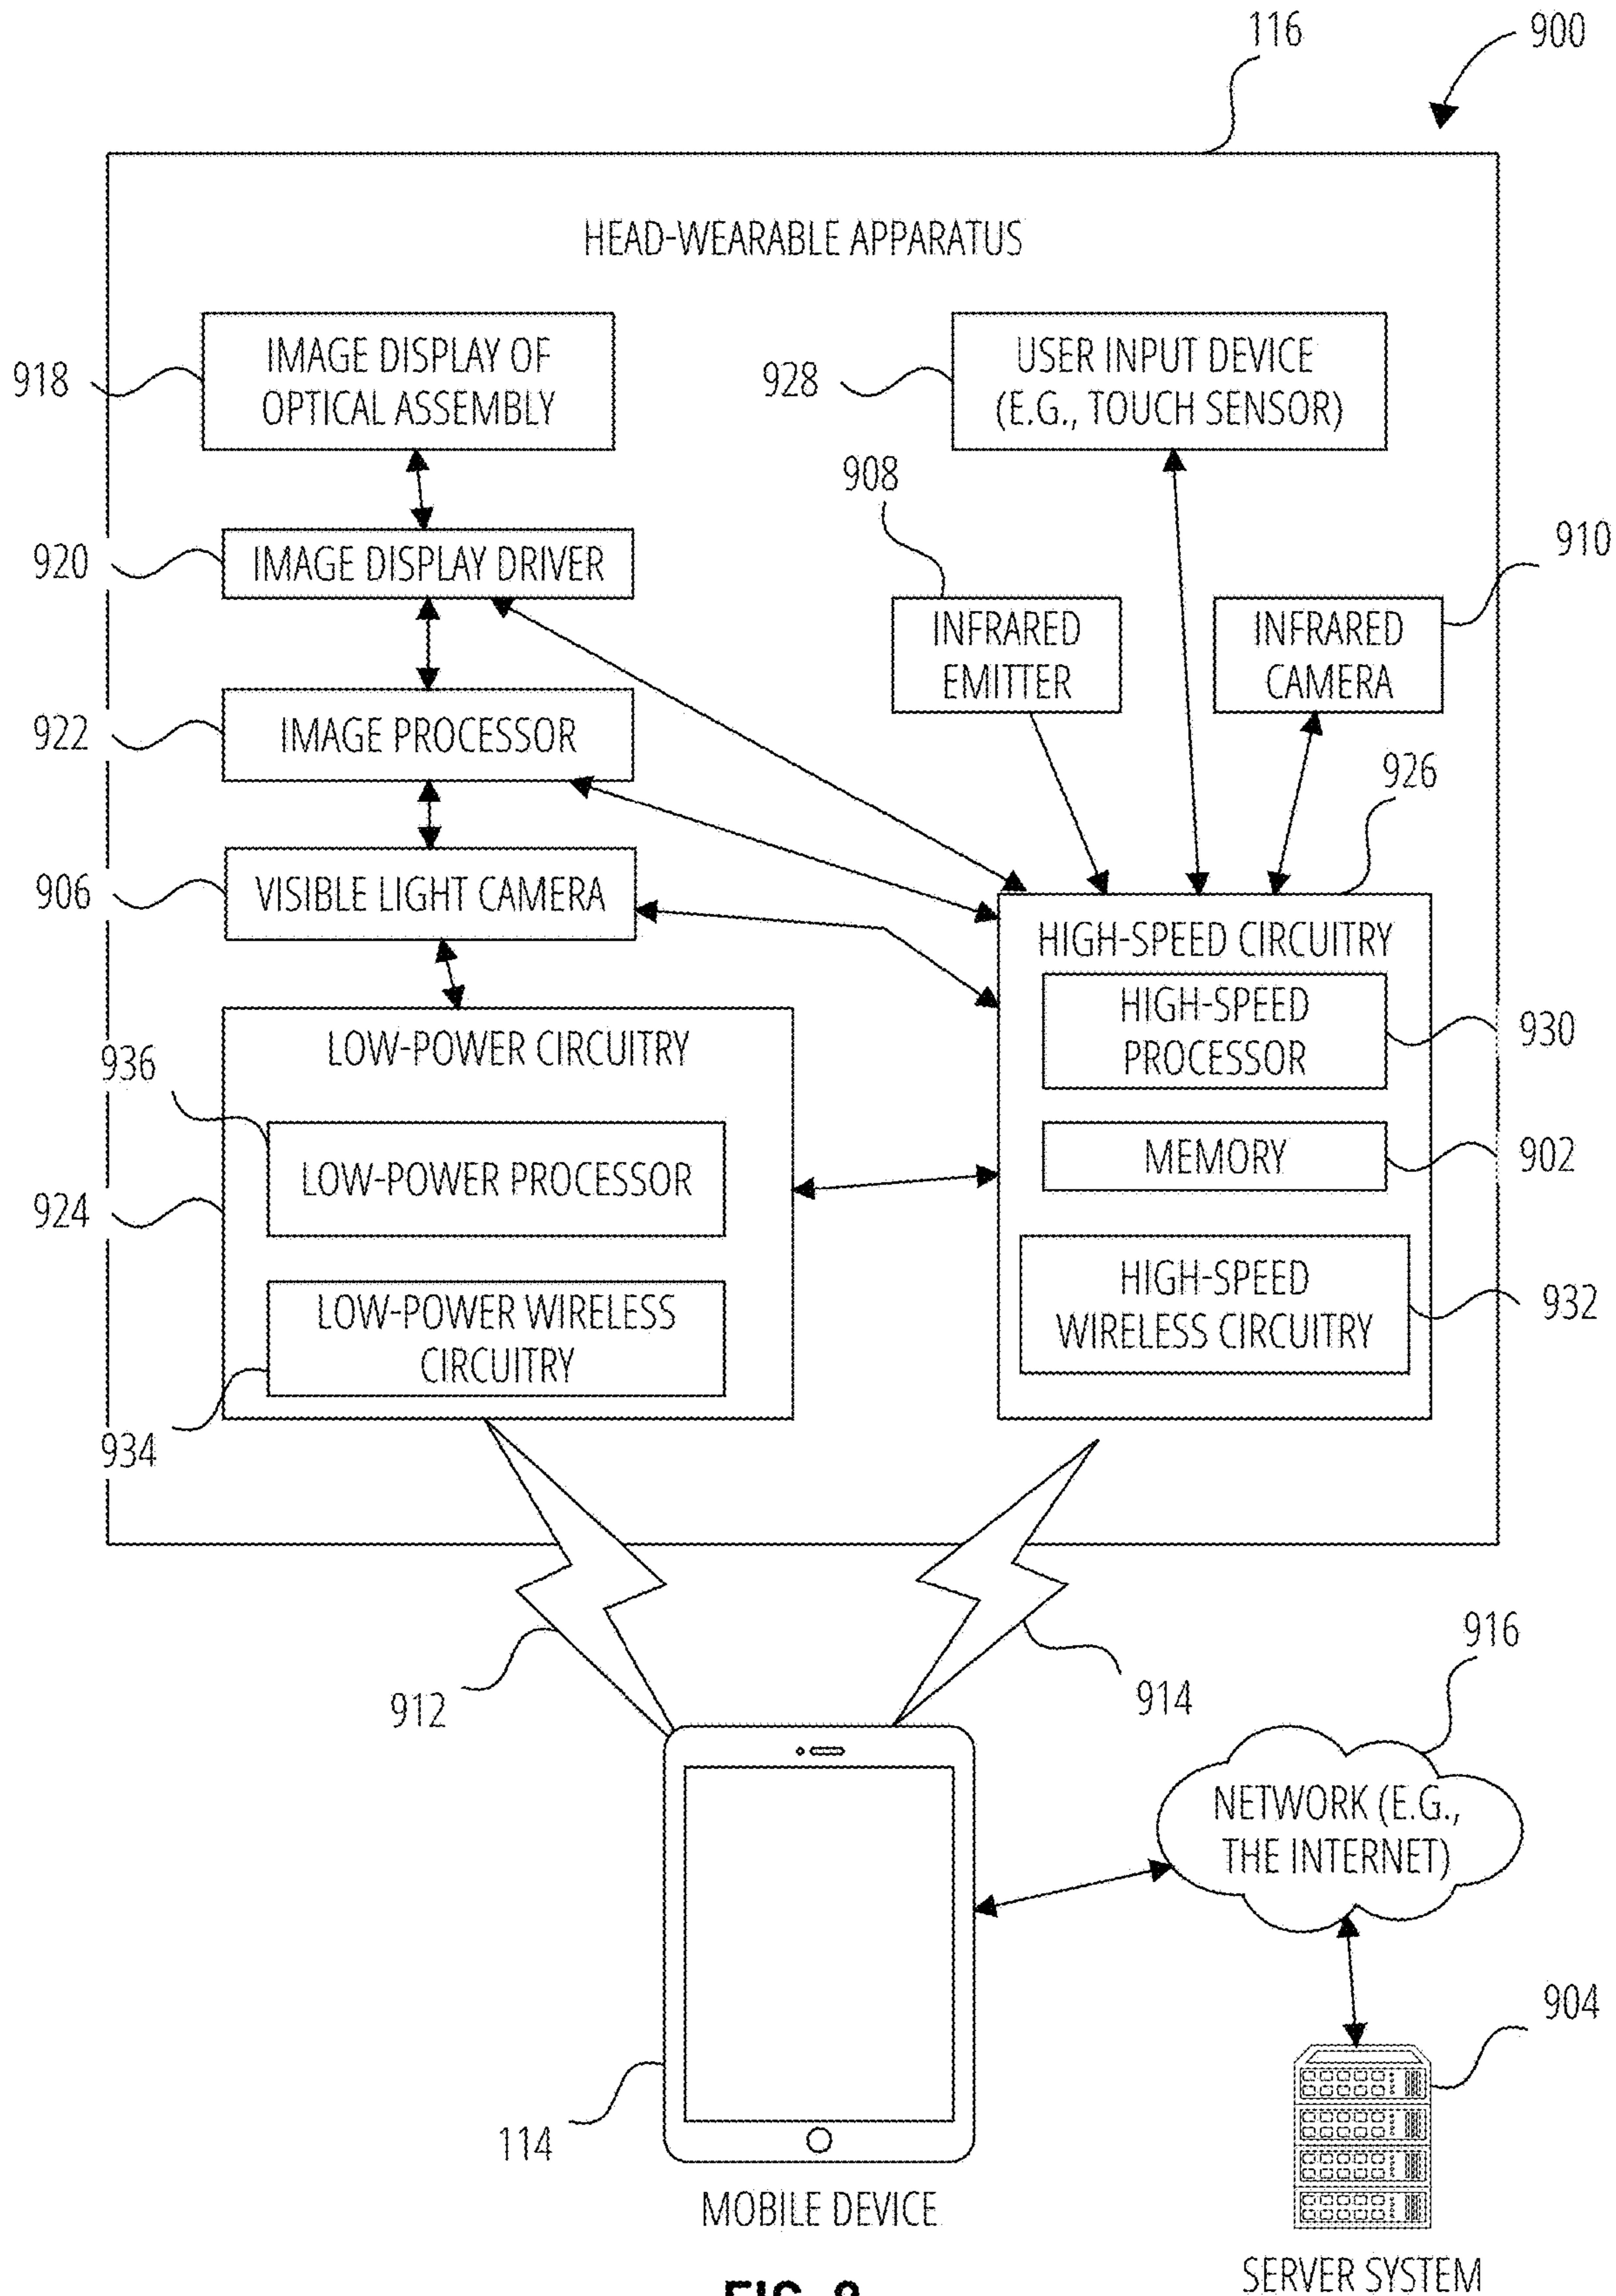 116
900
HEAD-WEARABLE APPARATUS
918
IMAGE DISPLAY OF
OPTICAL ASSEMBLY
928
USER INPUT DEVICE
(E.G., TOUCH SENSOR)
908
910
920
IMAGE DISPLAY DRIVER
INFRARED
EMITTER
INFRARED
CAMERA
922
IMAGE PROCESSOR
926
906
VISIBLE LIGHT CAMERA
HIGH-SPEED CIRCUITRY
HIGH-SPEED
PROCESSOR
930
LOW-POWER CIRCUITRY
936
LOW-POWER PROCESSOR
MEMORY
902
924
HIGH-SPEED
WIRELESS CIRCUITRY
932
LOW-POWER WIRELESS
CIRCUITRY
934
912
914
916
NETWORK (E.G.,
THE INTERNET)
904
114
MOBILE DEVICE
SERVER SYSTEM
FIG.